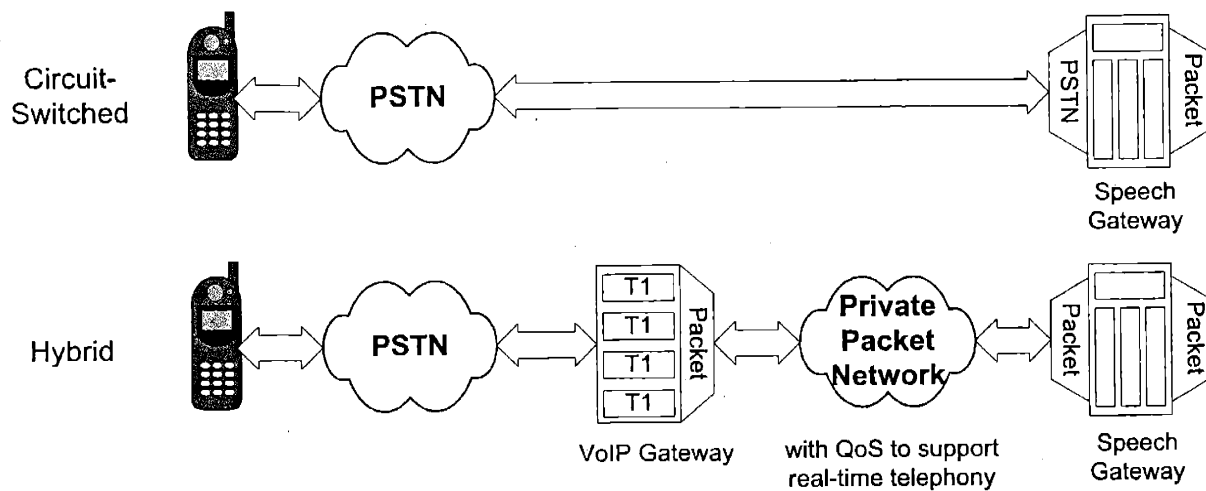 Circuit-
Switched
PSTN
PSTN
Packet
Speech
Gateway
Hybrid
PSTN
T1
T1
T1
T1
Packet
VoIP Gateway
Private
Packet
Network
with QoS to support
real-time telephony
Packet
Packet
Speech
Gateway